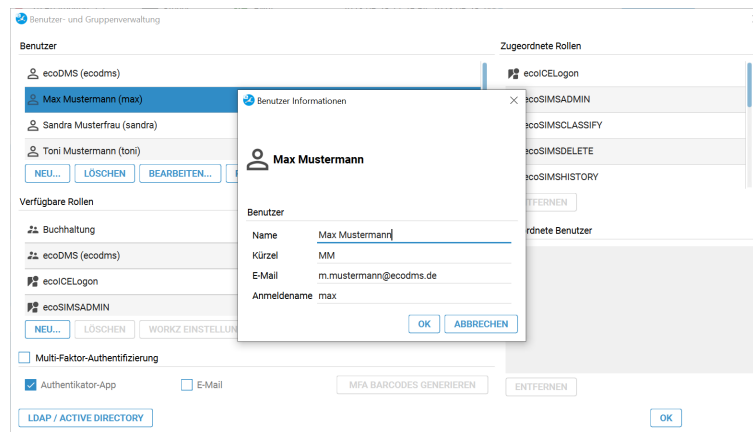 Benutzer- und Gruppenverwaltung
Benutzer
ecoDMS (ecodms)
Max Mustermann (max)
Sandra Musterfrau (sandra)
Toni Mustermann (toni)
NEU...
LÖSCHEN
BEARBEITEN...
Verfügbare Rollen
Buchhaltung
ecoDMS (ecodms)
ecoICELogon
ecoSIMSADMIN
NEU...
LÖSCHEN
WORKZ EINSTELLUN
Multi-Faktor-Authentifizierung
Authentikator-App
E-Mail
MFA BARCODES GENERIEREN
LDAP / ACTIVE DIRECTORY
Zugeordnete Rollen
ecoICELogon
ecoSIMSADMIN
ecoSIMSCLASSIFY
ecoSIMSDELETE
ecoSIMSHISTORY
TFERNEN
rdnete Benutzer
ENTFERNEN
OK
Benutzer Informationen
Max Mustermann
Benutzer
Name Max Mustermann
Kürzel MM
E-Mail m.mustermann@ecodms.de
Anmeldename max
OK
ABBRECHEN